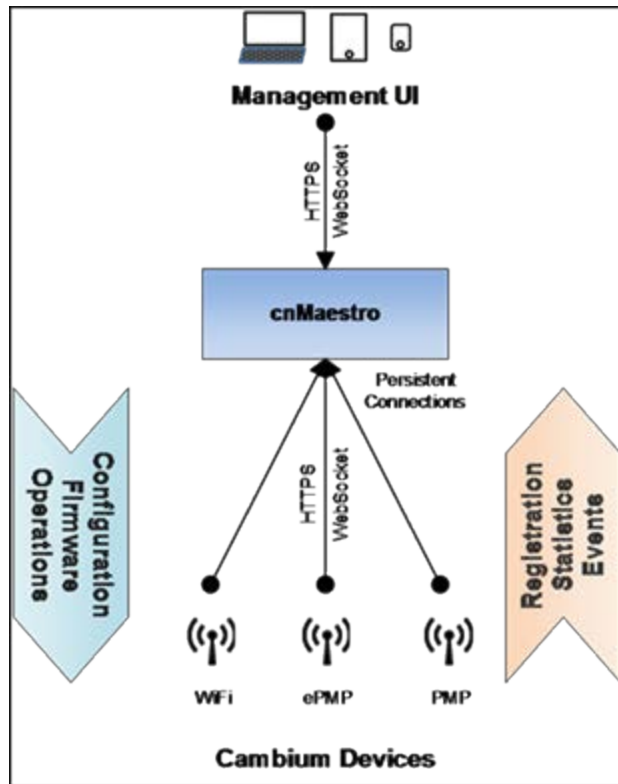 Management UI
HTTPS
WebSocket
cnMaestro
Persistent
Connections
Configuration
Firmware
Operations
HTTPS
WebSocket
Registration
Statistics
Events
WiFi
ePMP
PMP
Cambium Devices